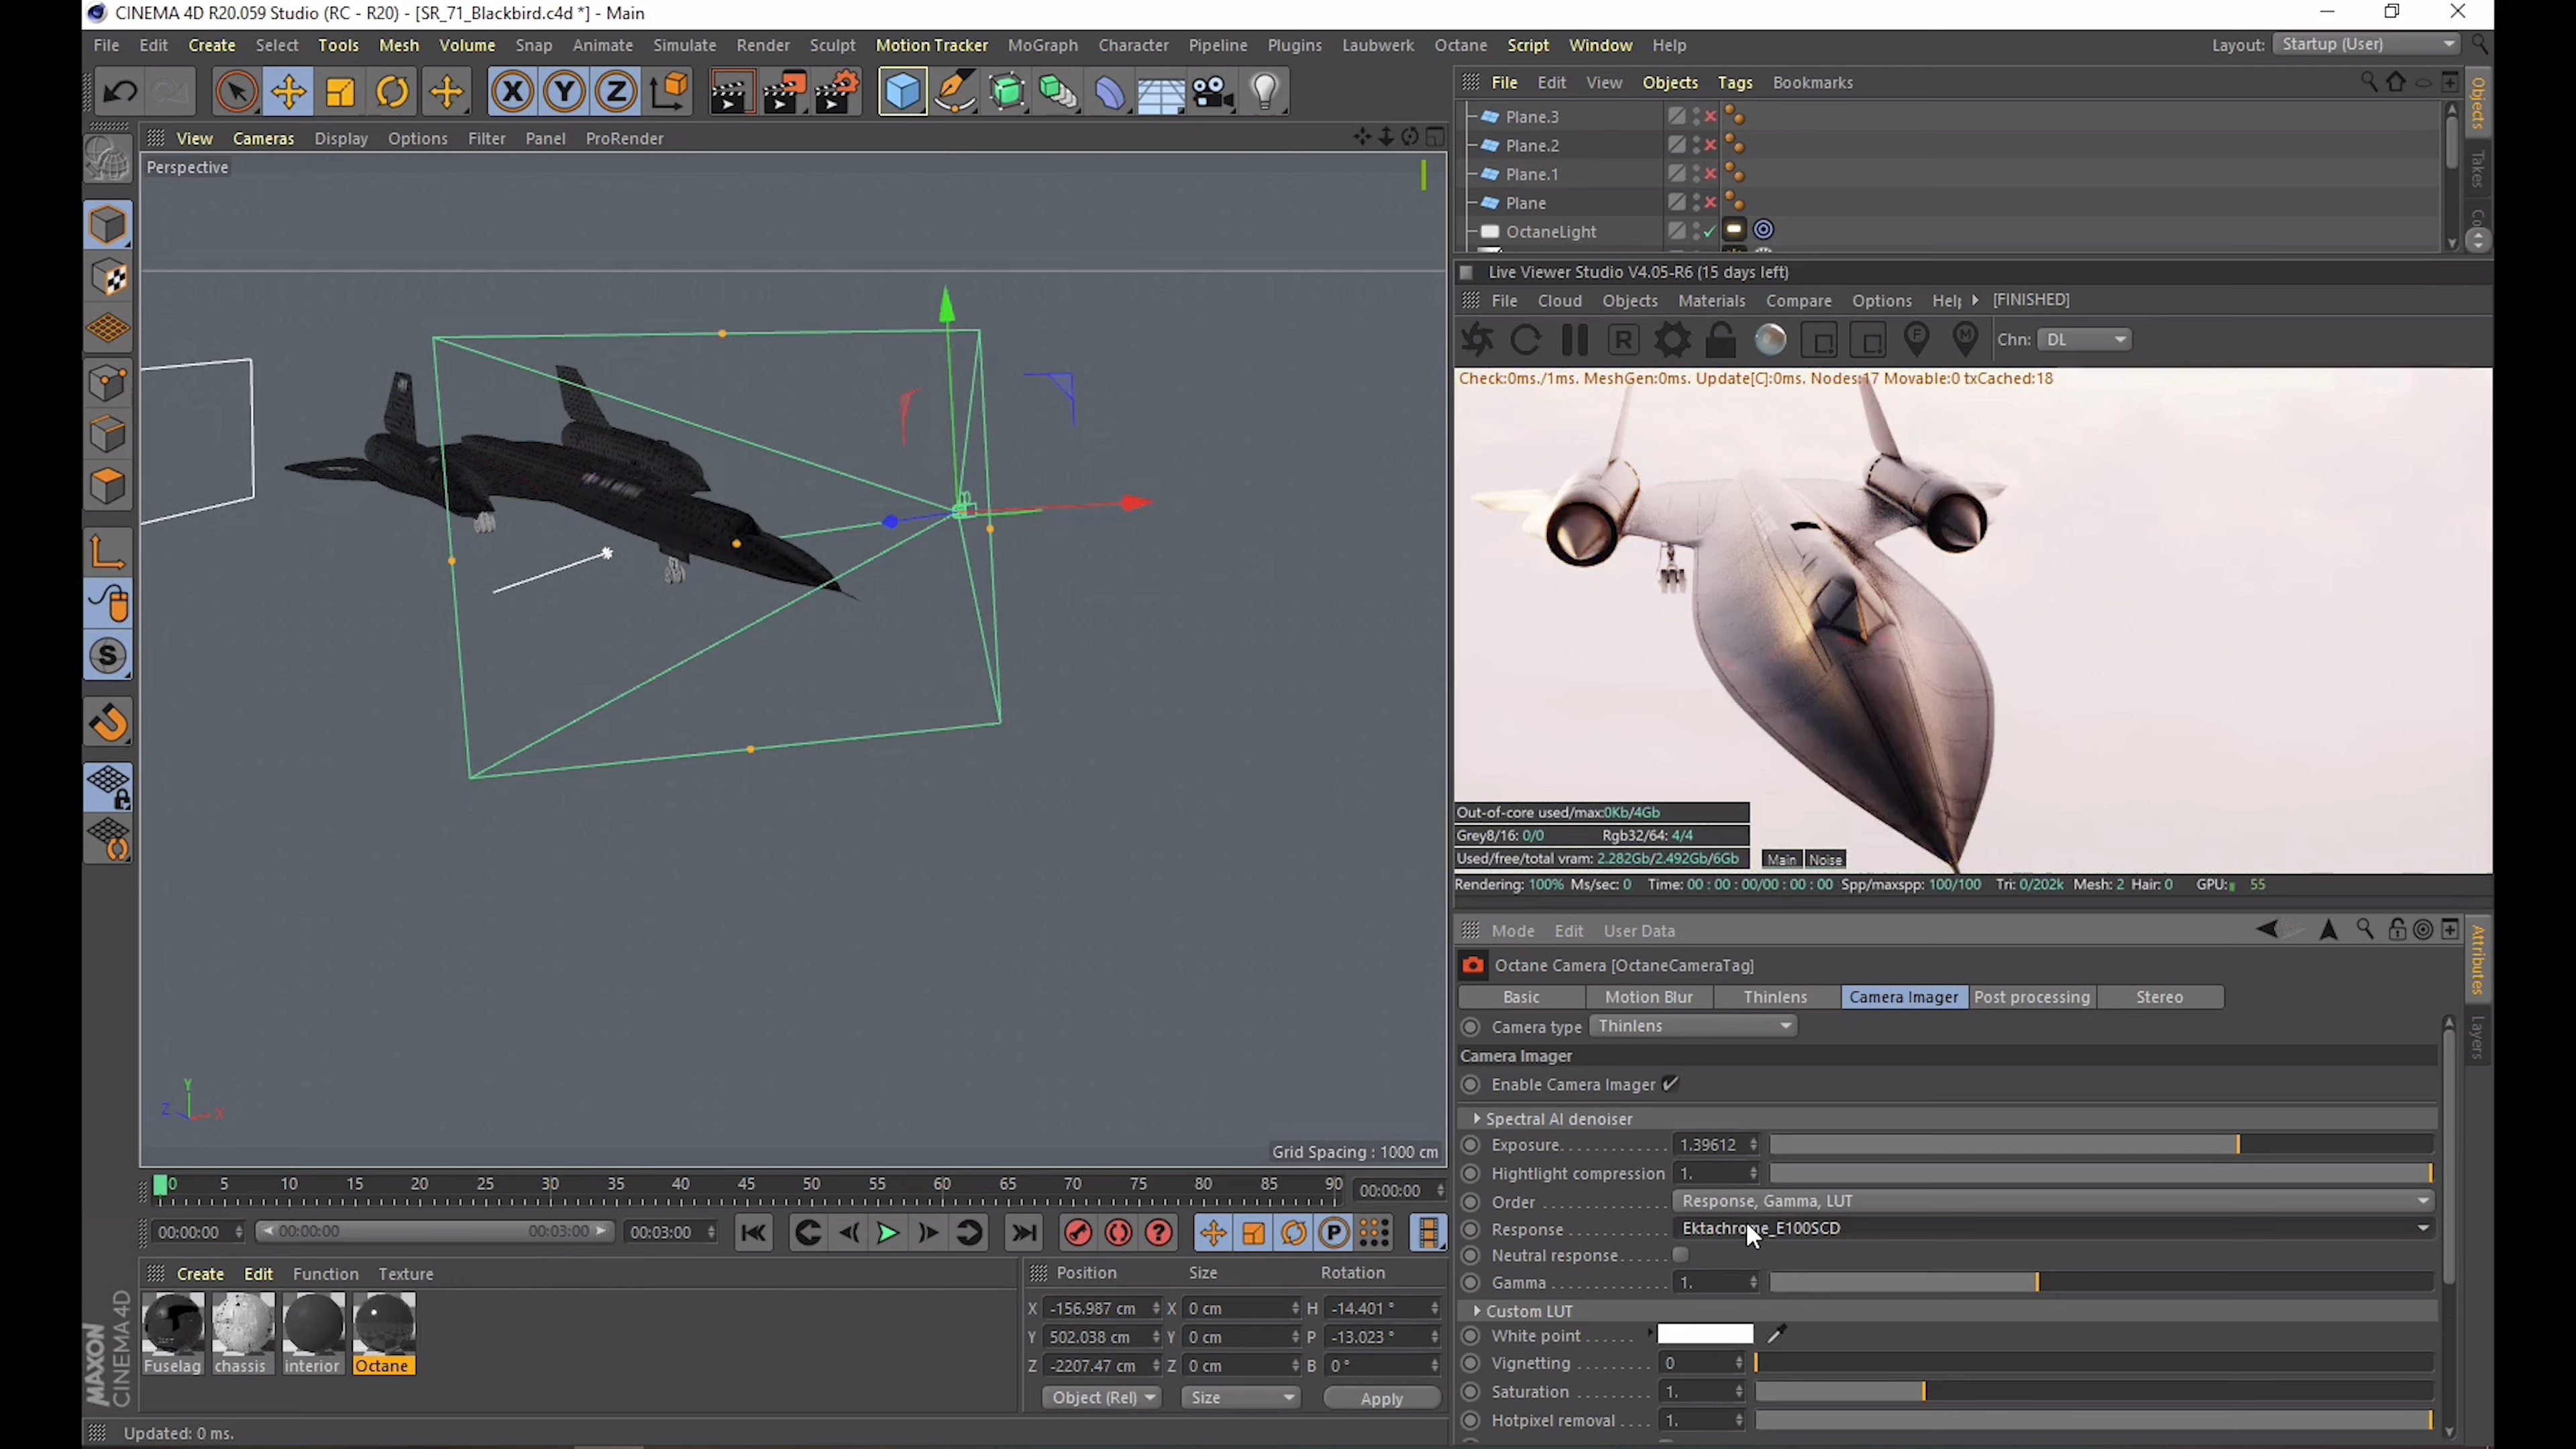 CINEMA 4D R20.059 Studio (RC - R20) - [SR_71_Blackbird.c4d *] - Main
File Edit Create Select Tools Mesh Volume Snap Animate Simulate Render Sculpt Motion Tracker MoGraph Character Pipeline Plugins Laubwerk Octane Script Window Help Layout: Startup (User)
X Y Z
File Edit View Objects Tags Bookmarks
View Cameras Display Options Filter Panel ProRender
Perspective
Plane.3
Plane.2
Plane.1
Plane
OctaneLight
Objects
Takes
Live Viewer Studio V4.05-R6 (15 days left)
File Cloud Objects Materials Compare Options Help [FINISHED]
R F M Chn: DL
Check:0ms./1ms. MeshGen:0ms. Update[C]:0ms. Nodes:17 Movable:0 txCached:18
S
Out-of-core used/max:0Kb/4Gb
Grey8/16: 0/0 Rgb32/64: 4/4
Used/free/total vram: 2.282Gb/2.492Gb/6Gb Main Noise
Rendering: 100% Ms/sec: 0 Time: 00 : 00 : 00/00 : 00 : 00 Spp/maxspp: 100/100 Tri: 0/202k Mesh: 2 Hair: 0 GPU: 55
Mode Edit User Data
Octane Camera [OctaneCameraTag]
Basic Motion Blur Thinlens Camera Imager Post processing Stereo
Attributes
Layers
Camera type Thinlens
Camera Imager
Enable Camera Imager
Spectral AI denoiser
Exposure 1.39612
Hightlight compression 1.
Order Response, Gamma, LUT
Response Ektachrome_E100SCD
Neutral response
Gamma 1.
Custom LUT
White point
Vignetting 0
Saturation 1.
Hotpixel removal 1.
Y
Z X
Grid Spacing : 1000 cm
0 5 10 15 20 25 30 35 40 45 50 55 60 65 70 75 80 85 90 00:00:00
00:00:00 00:00:00 00:03:00 00:03:00 ? P
Create Edit Function Texture
Fuselag chassis interior Octane
Position Size Rotation
X -156.987 cm X 0 cm H -14.401 °
Y 502.038 cm Y 0 cm P -13.023 °
Z -2207.47 cm Z 0 cm B 0 °
Object (Rel) Size Apply
MAXON
CINEMA 4D
Updated: 0 ms.